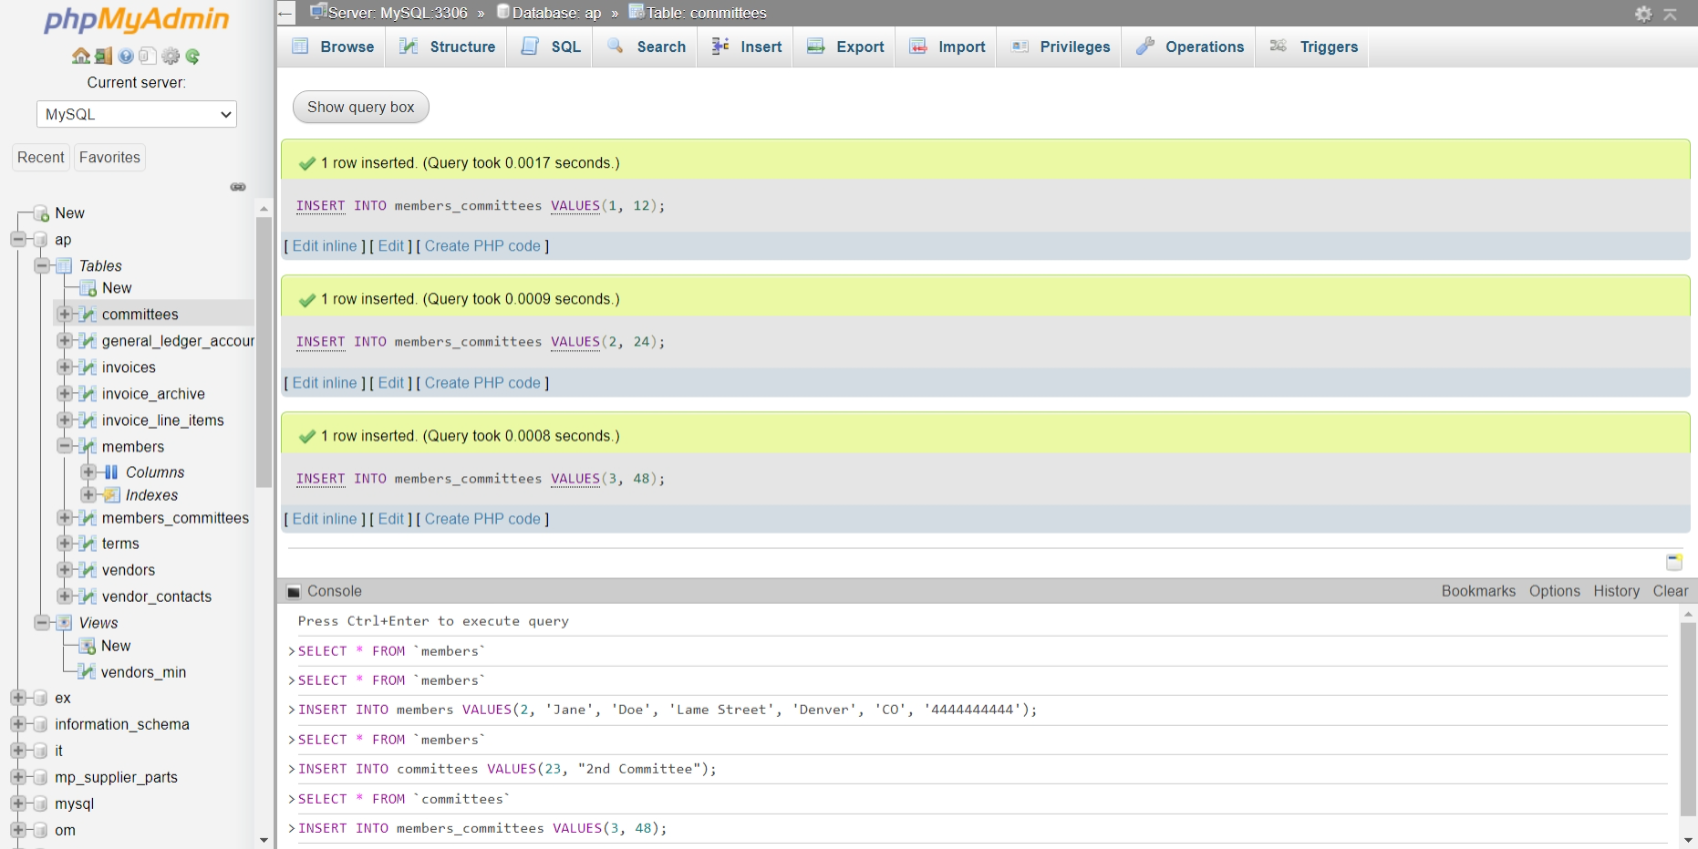 phpMyAdmin
Current server:
MySQL
Recent Favorites
New
ap
Tables
New
committees
general_ledger_accour
invoices
invoice_archive
invoice_line_items
members
Columns
Indexes
members_committees
terms
vendors
vendor_contacts
Views
New
vendors_min
ex
information_schema
it
mp_supplier_parts
mysql
om
Server: MySQL:3306 » Database: ap » Table: committees
Browse Structure SQL Search Insert Export Import Privileges Operations Triggers
Show query box
1 row inserted. (Query took 0.0017 seconds.)
INSERT INTO members_committees VALUES(1, 12);
[ Edit inline ] [ Edit ] [ Create PHP code ]
1 row inserted. (Query took 0.0009 seconds.)
INSERT INTO members_committees VALUES(2, 24);
[ Edit inline ] [ Edit ] [ Create PHP code ]
1 row inserted. (Query took 0.0008 seconds.)
INSERT INTO members_committees VALUES(3, 48);
[ Edit inline ] [ Edit ] [ Create PHP code ]
Console Bookmarks Options History Clear
Press Ctrl+Enter to execute query
>SELECT * FROM `members`
>SELECT * FROM `members`
>INSERT INTO members VALUES(2, 'Jane', 'Doe', 'Lame Street', 'Denver', 'CO', '4444444444');
>SELECT * FROM `members`
>INSERT INTO committees VALUES(23, "2nd Committee");
>SELECT * FROM `committees`
>INSERT INTO members_committees VALUES(3, 48);